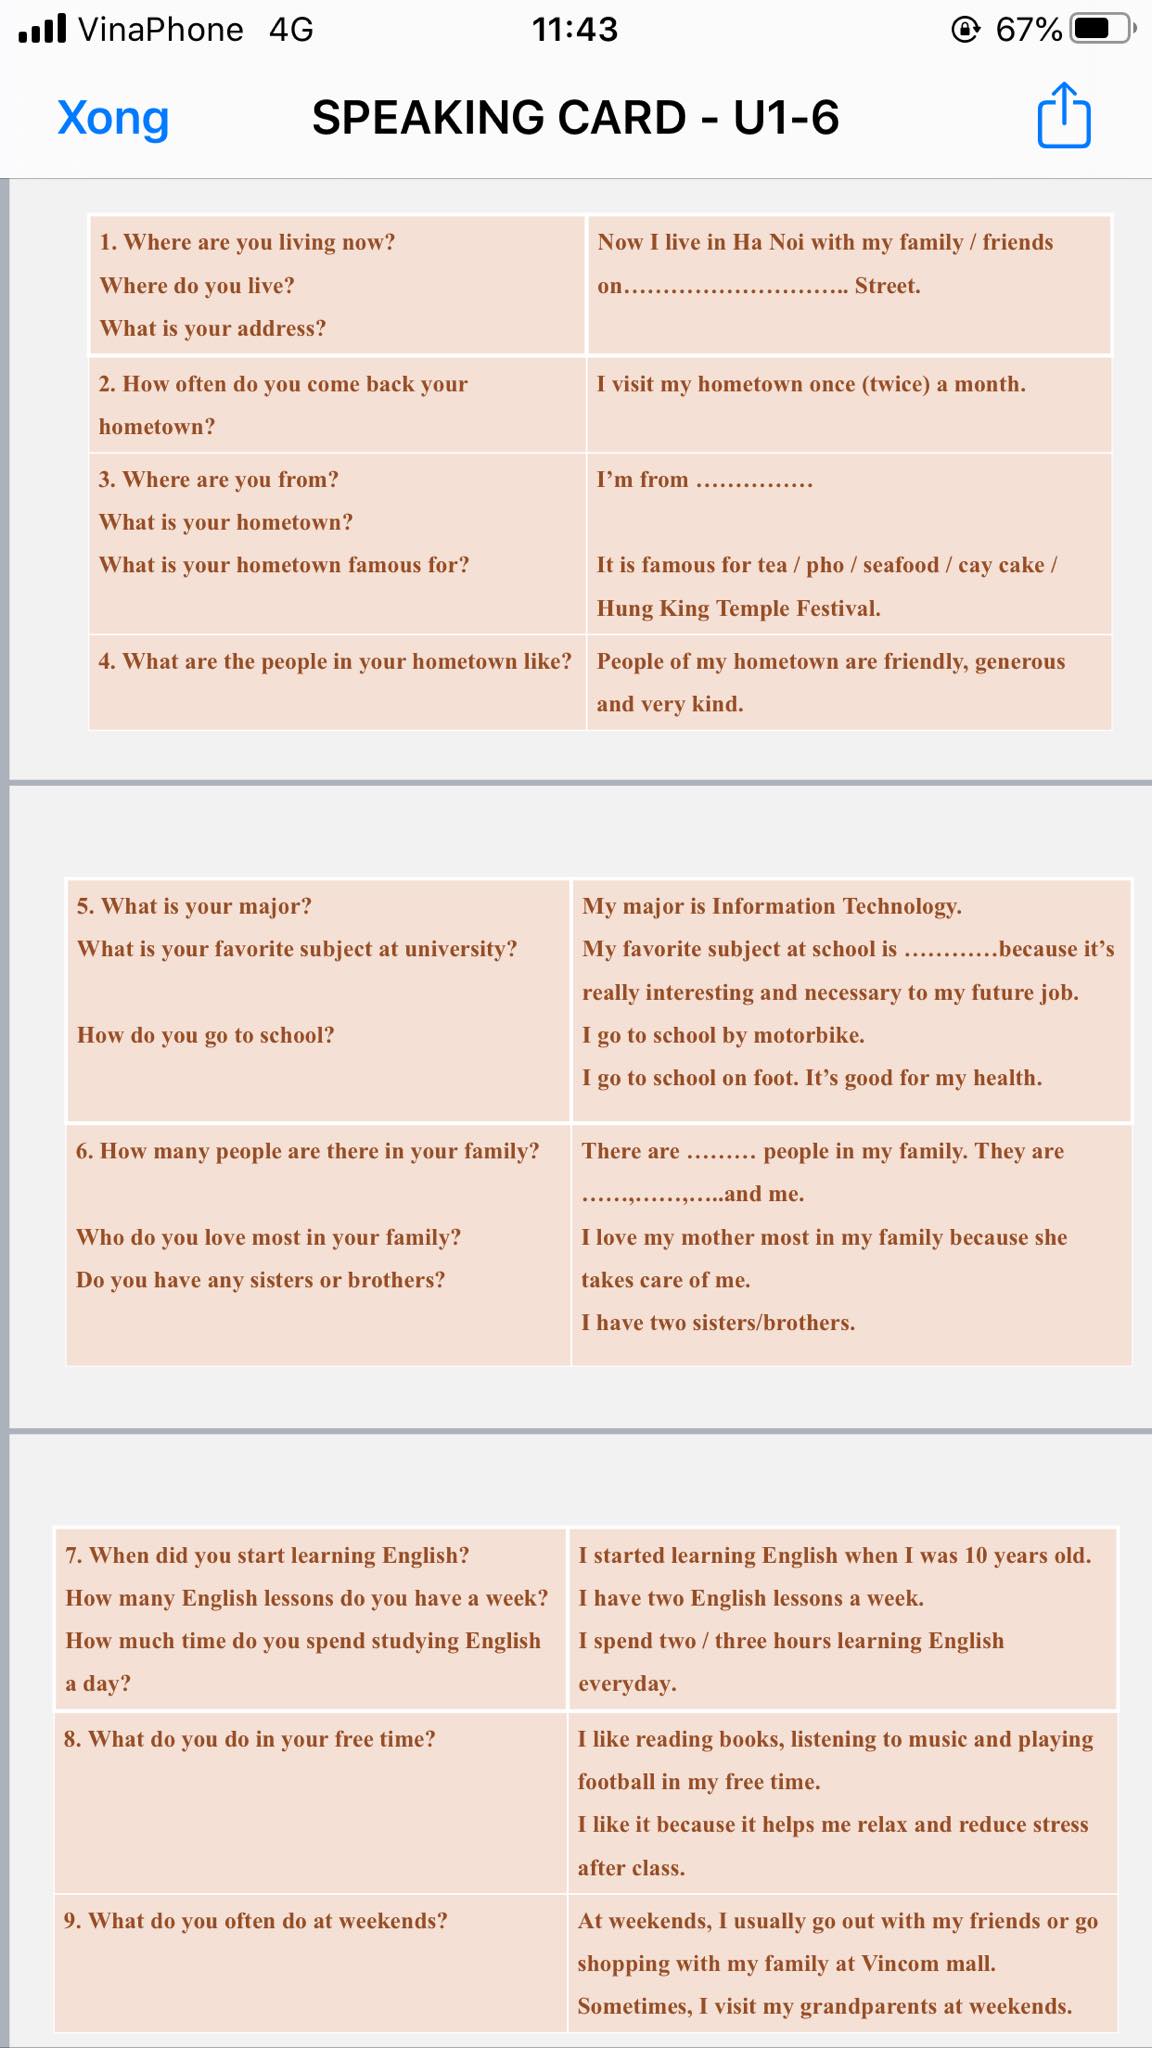 VinaPhone 4G 11:43 67%
Xong SPEAKING CARD - U1-6
1. Where are you living now?
Where do you live?
What is your address?
Now I live in Ha Noi with my family / friends
on……………………….. Street.
2. How often do you come back your
hometown?
I visit my hometown once (twice) a month.
3. Where are you from?
What is your hometown?
What is your hometown famous for?
I’m from ……………
It is famous for tea / pho / seafood / cay cake /
Hung King Temple Festival.
4. What are the people in your hometown like?
People of my hometown are friendly, generous
and very kind.
5. What is your major?
What is your favorite subject at university?
How do you go to school?
My major is Information Technology.
My favorite subject at school is …………because it’s
really interesting and necessary to my future job.
I go to school by motorbike.
I go to school on foot. It’s good for my health.
6. How many people are there in your family?
Who do you love most in your family?
Do you have any sisters or brothers?
There are ……… people in my family. They are
……,……,…..and me.
I love my mother most in my family because she
takes care of me.
I have two sisters/brothers.
7. When did you start learning English?
How many English lessons do you have a week?
How much time do you spend studying English
a day?
I started learning English when I was 10 years old.
I have two English lessons a week.
I spend two / three hours learning English
everyday.
8. What do you do in your free time?
I like reading books, listening to music and playing
football in my free time.
I like it because it helps me relax and reduce stress
after class.
9. What do you often do at weekends?
At weekends, I usually go out with my friends or go
shopping with my family at Vincom mall.
Sometimes, I visit my grandparents at weekends.